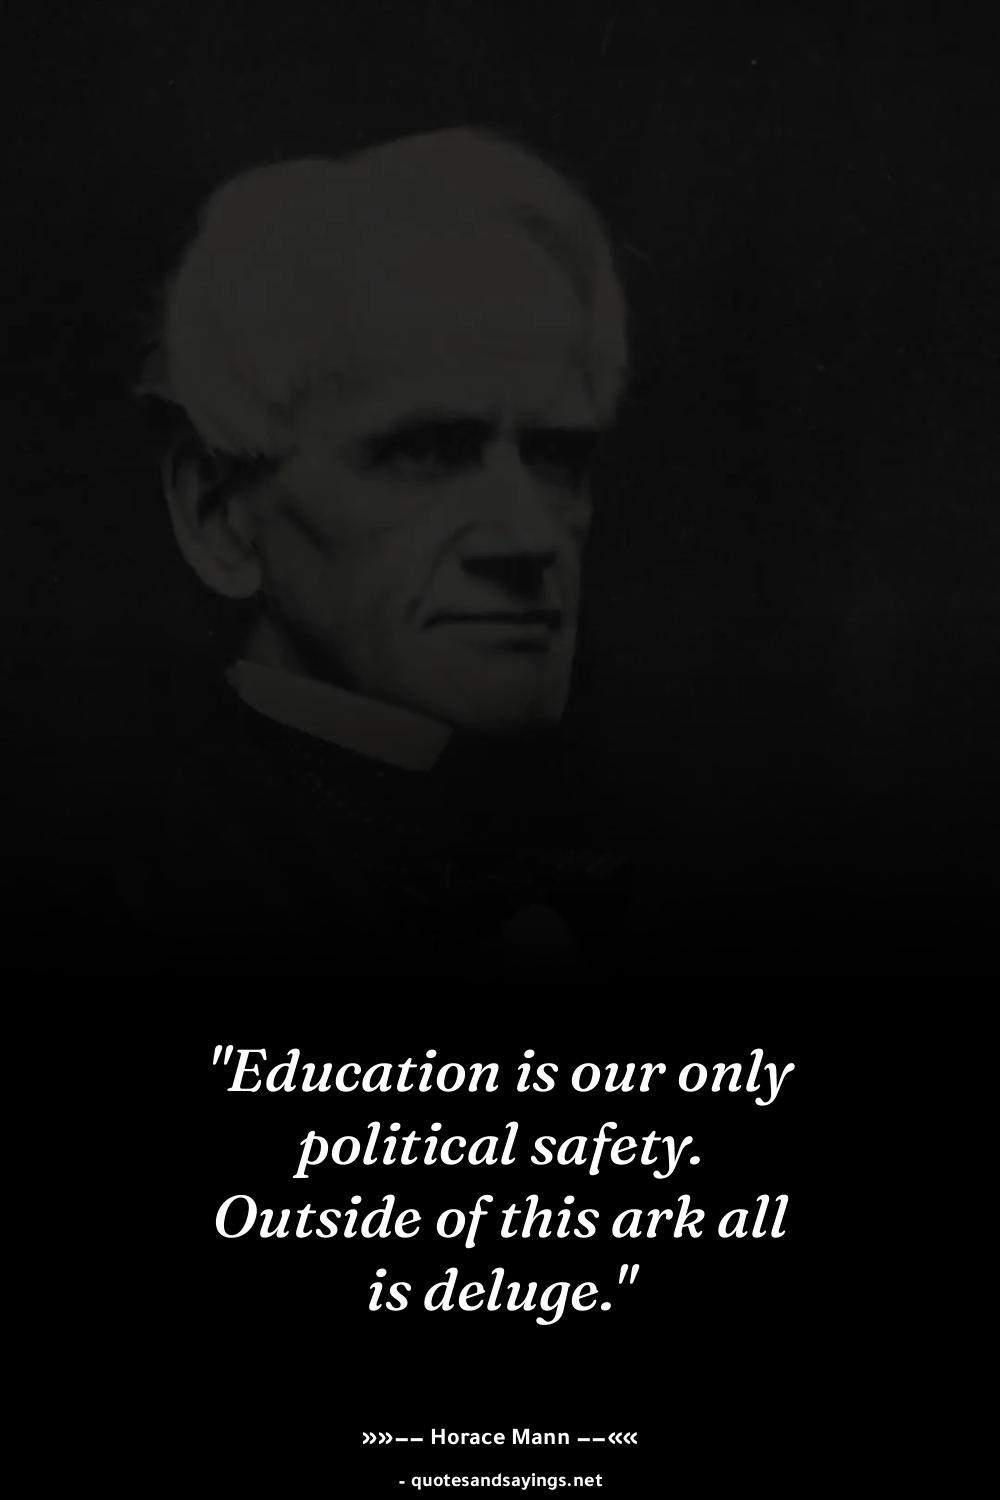 "Education is our only
political safety.
Outside of this ark all
is deluge."
»»–– Horace Mann ––««
- quotesandsayings.net